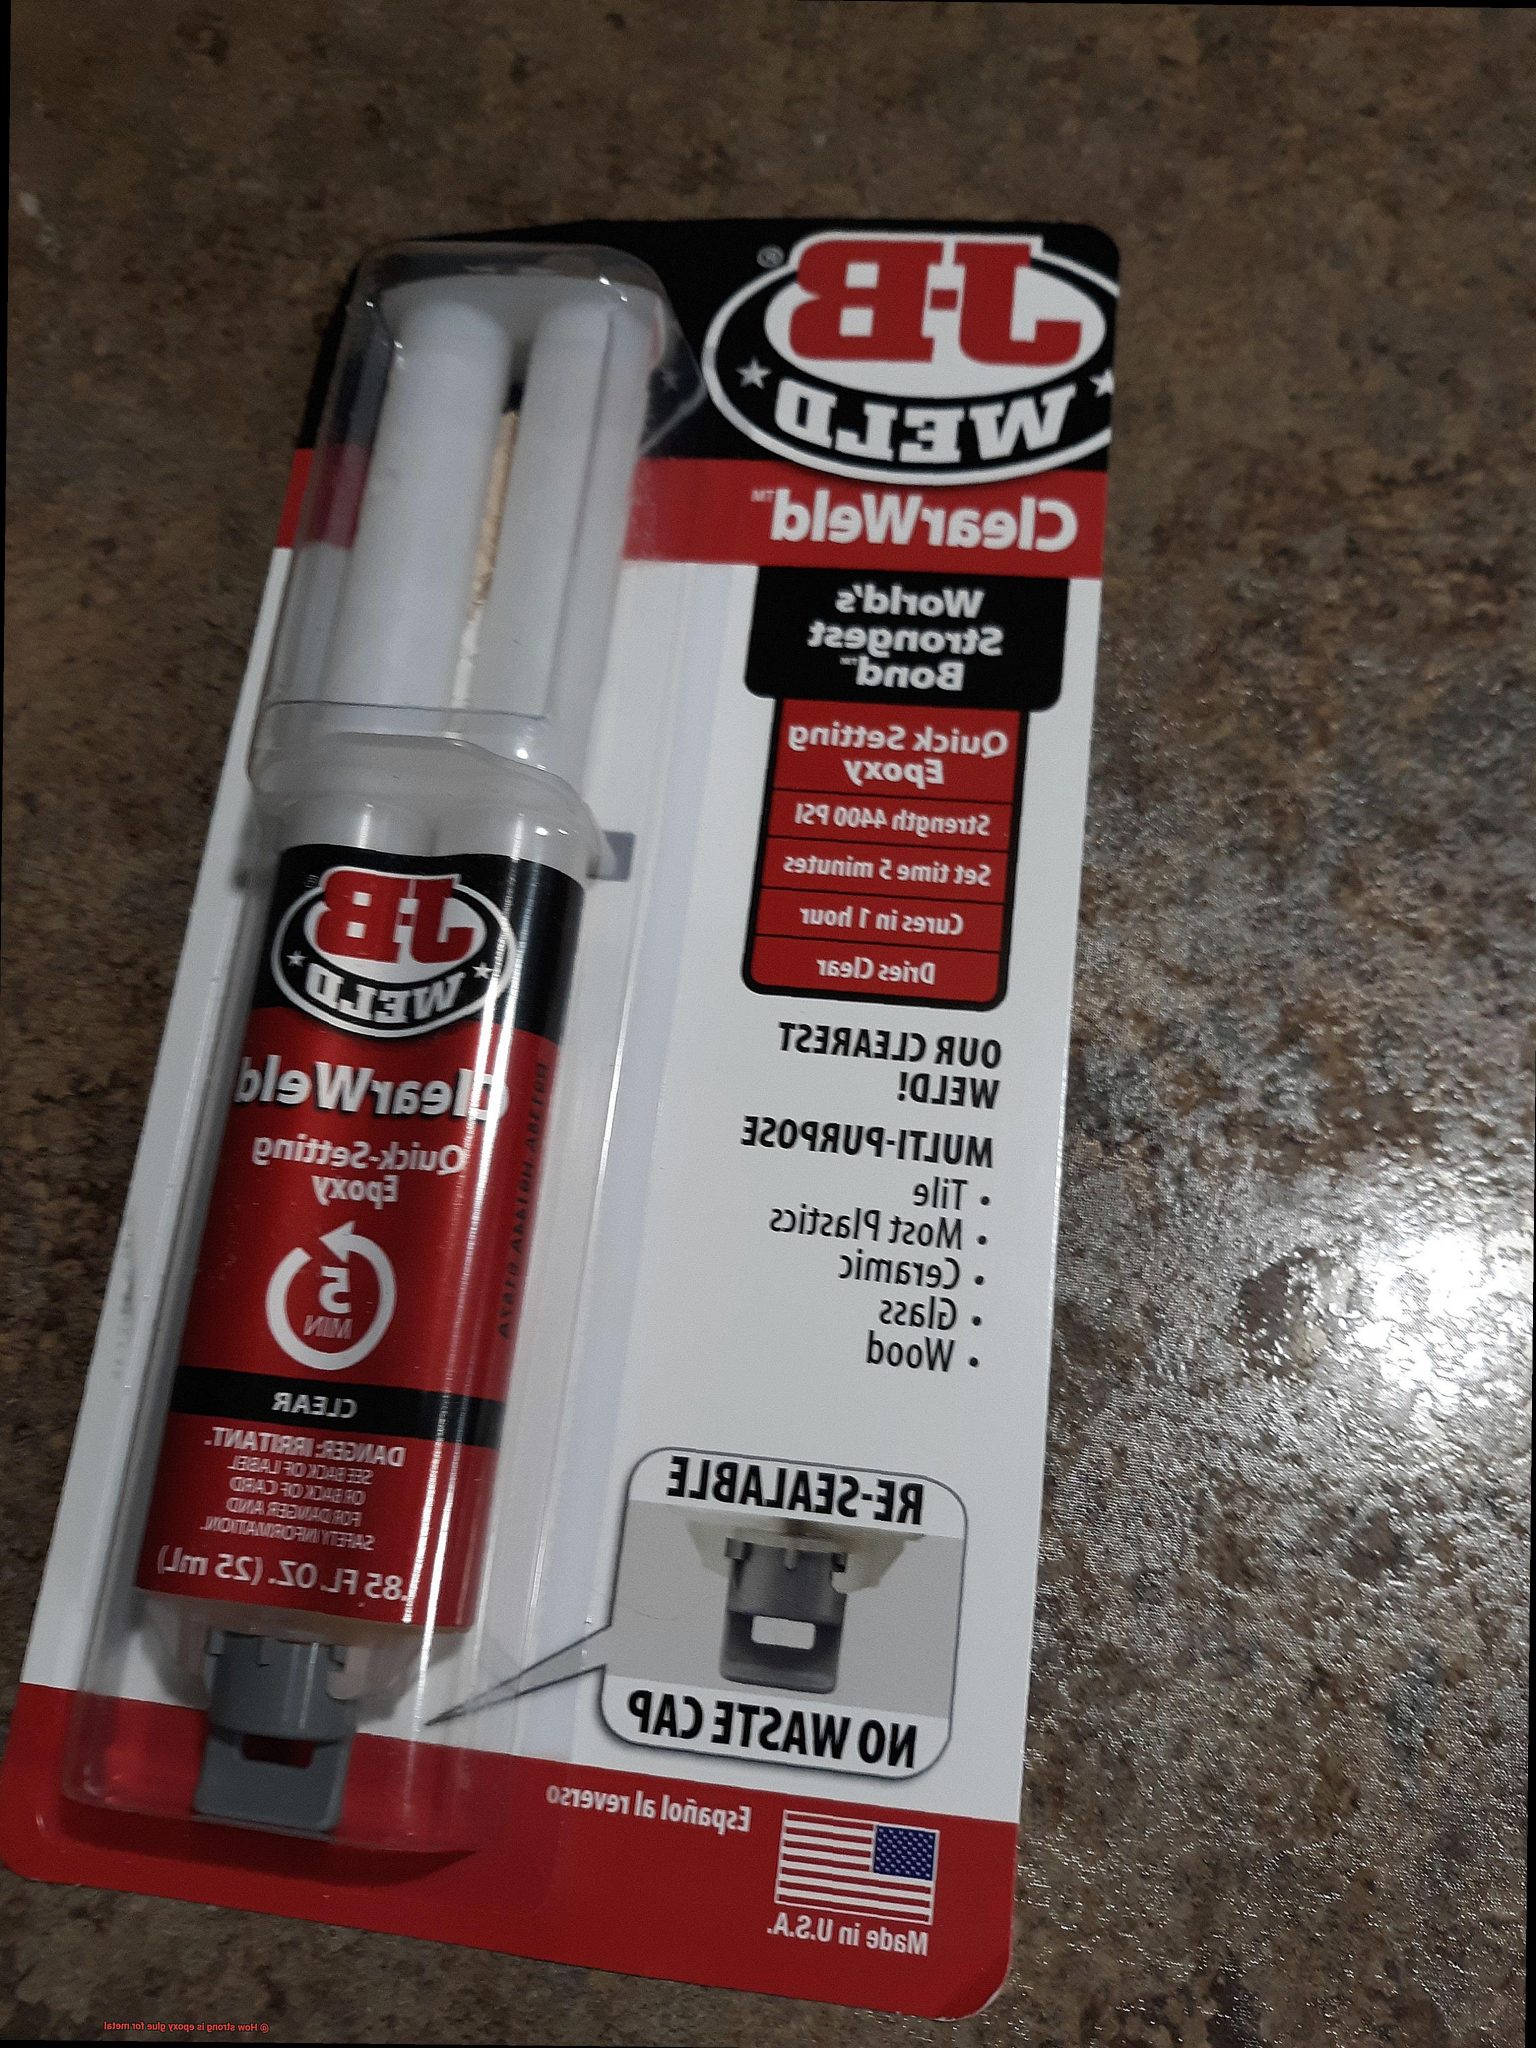 J-B
WELD
®
ClearWeld™
World's
Strongest
Bond™
Quick Setting
Epoxy
Strength 4400 PSI
Set time 5 minutes
Cures in 1 hour
Dries Clear
OUR CLEAREST
WELD!
MULTI-PURPOSE
• Tile
• Most Plastics
• Ceramic
• Glass
• Wood
RE-SEALABLE
NO WASTE CAP
Español al reverso
Made in U.S.A.
J-B
WELD
®
ClearWeld
Quick-Setting
Epoxy
5
MIN
CLEAR
DANGER: IRRITANT.
SEE BACK OF LABEL
OR BACK OF CARD
FOR DANGER AND
SAFETY INFORMATION.
.85 FL. OZ. (25 mL)
@ How strong is epoxy glue for metal